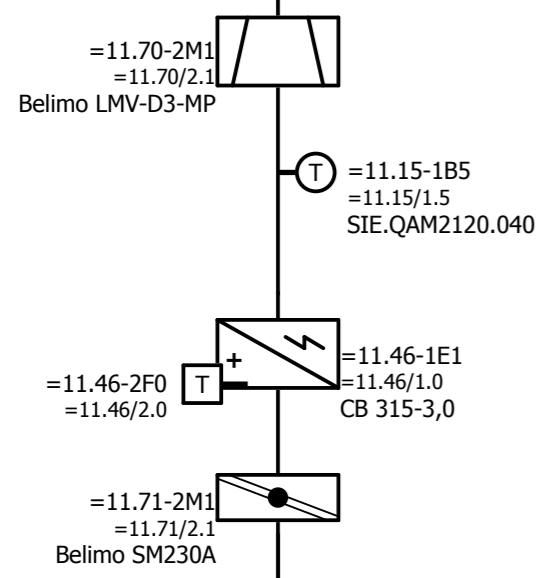 =11.70-2M1
=11.70/2.1
Belimo LMV-D3-MP
T
=11.15-1B5
=11.15/1.5
SIE.QAM2120.040
+
=11.46-1E1
=11.46/1.0
CB 315-3,0
=11.46-2F0
=11.46/2.0
T
=11.71-2M1
=11.71/2.1
Belimo SM230A